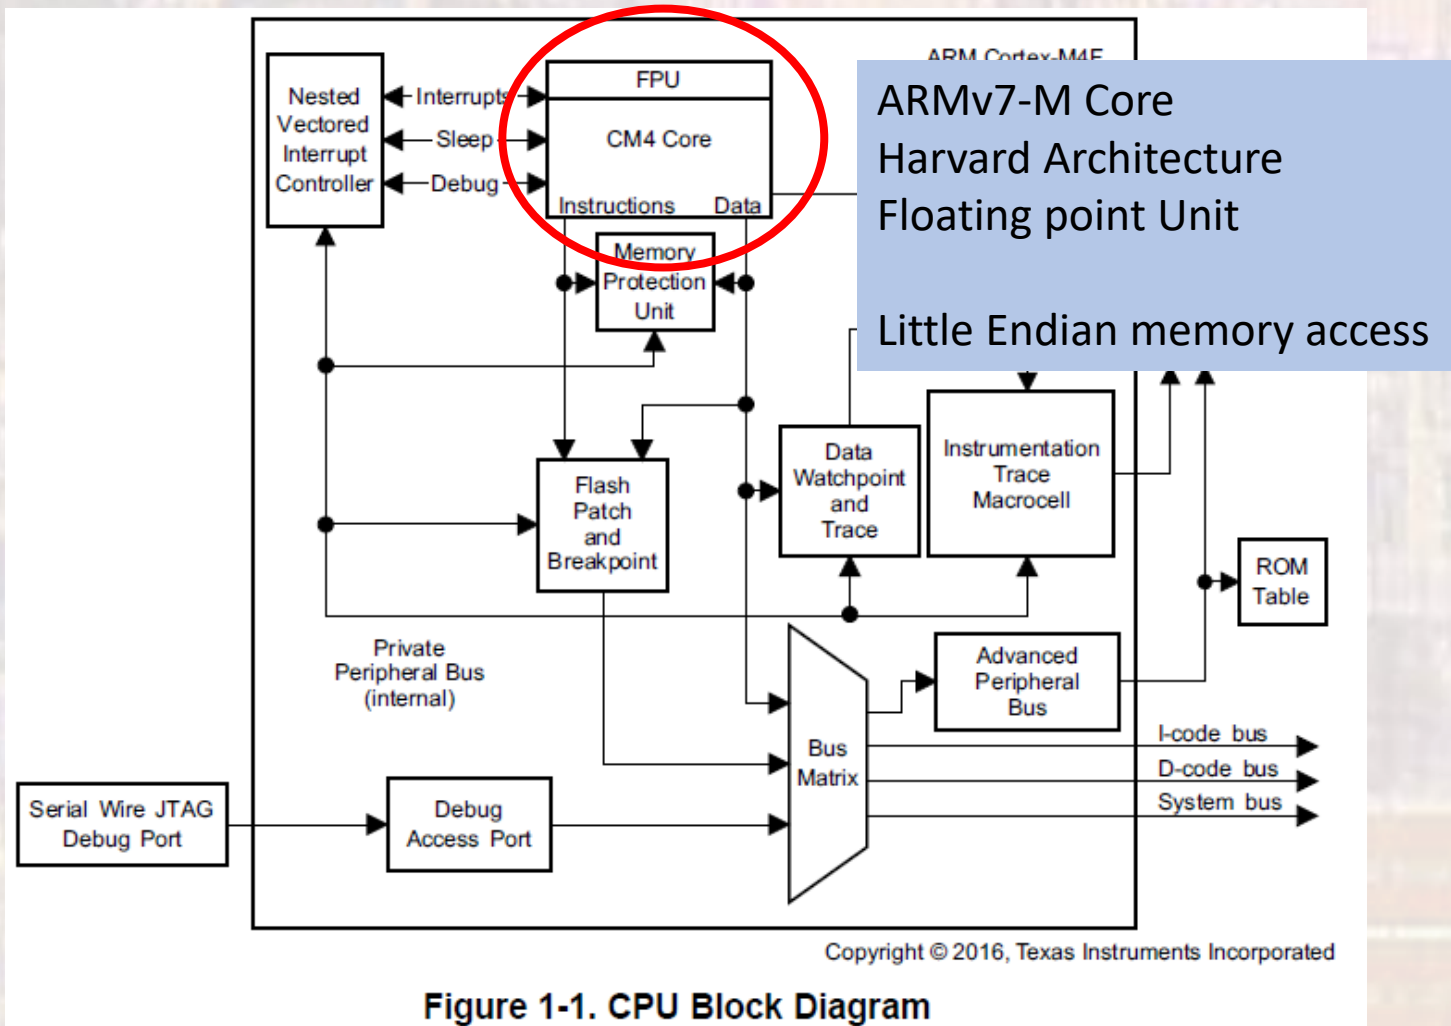 ARM Cortex-M4F
FPU
Nested
Vectored
Interrupt
Controller
Interrupts
Sleep
Debug
CM4 Core
Instructions Data
ARMv7-M Core
Harvard Architecture
Floating point Unit
Little Endian memory access
Memory
Protection
Unit
Flash
Patch
and
Breakpoint
Data
Watchpoint
and
Trace
Instrumentation
Trace
Macrocell
ROM
Table
Private
Peripheral Bus
(internal)
Advanced
Peripheral
Bus
Bus
Matrix
I-code bus
D-code bus
System bus
Serial Wire JTAG
Debug Port
Debug
Access Port
Copyright © 2016, Texas Instruments Incorporated
Figure 1-1. CPU Block Diagram